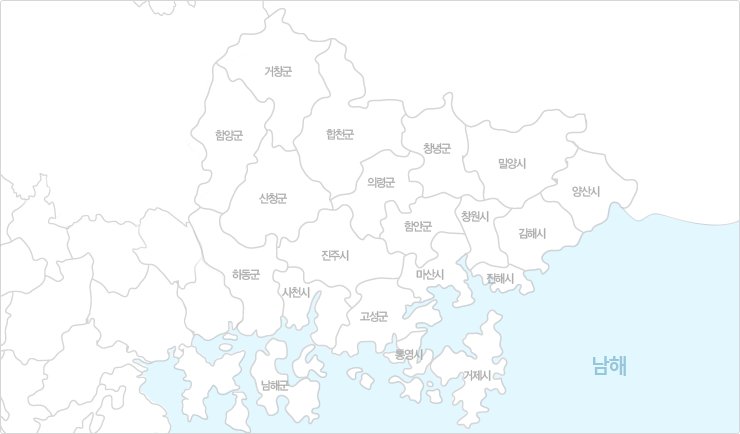 거창군
함양군
합천군
창녕군
밀양시
의령군
양산시
산청군
창원시
함안군
김해시
진주시
하동군
마산시
진해시
사천시
고성군
통영시
남해
거제시
남해군